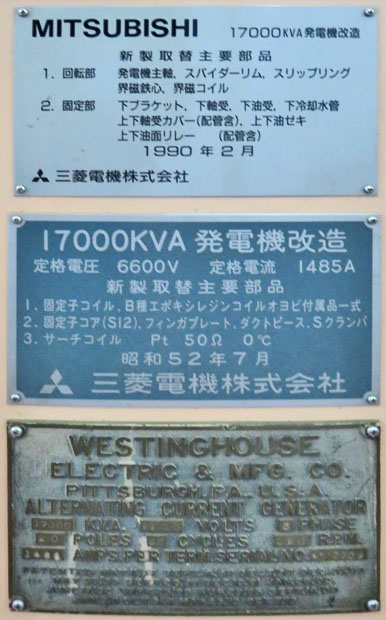 MITSUBISHI 17000KVA発電機改造
新製取替主要部品
1. 回転部 発電機主軸、スパイダーリム、スリップリング
界磁鉄心、界磁コイル
2. 固定部 下ブラケット、下軸受、下油受、下冷却水管
上下軸受カバー(配管含)、上下油ゼキ
上下油面リレー (配管含)
1990年2月
三菱電機株式会社
17000KVA 発電機改造
定格電圧 6600V 定格電流 1485A
新製取替主要部品
1. 固定子コイル、B種エポキシレジンコイルオヨビ付属品一式
2. 固定子コア(S12)、フィンガプレート、ダクトピース、Sクランパ
3. サーチコイル Pt 50Ω 0℃
昭和52年7月
三菱電機株式会社
WESTINGHOUSE
ELECTRIC & MFG. CO.
PITTSBURGH, PA., U.S.A.
ALTERNATING CURRENT GENERATOR
KVA. VOLTS 3 PHASE
POLES CYCLES R.P.M.
AMPS. PER TERM. SERIAL NO.